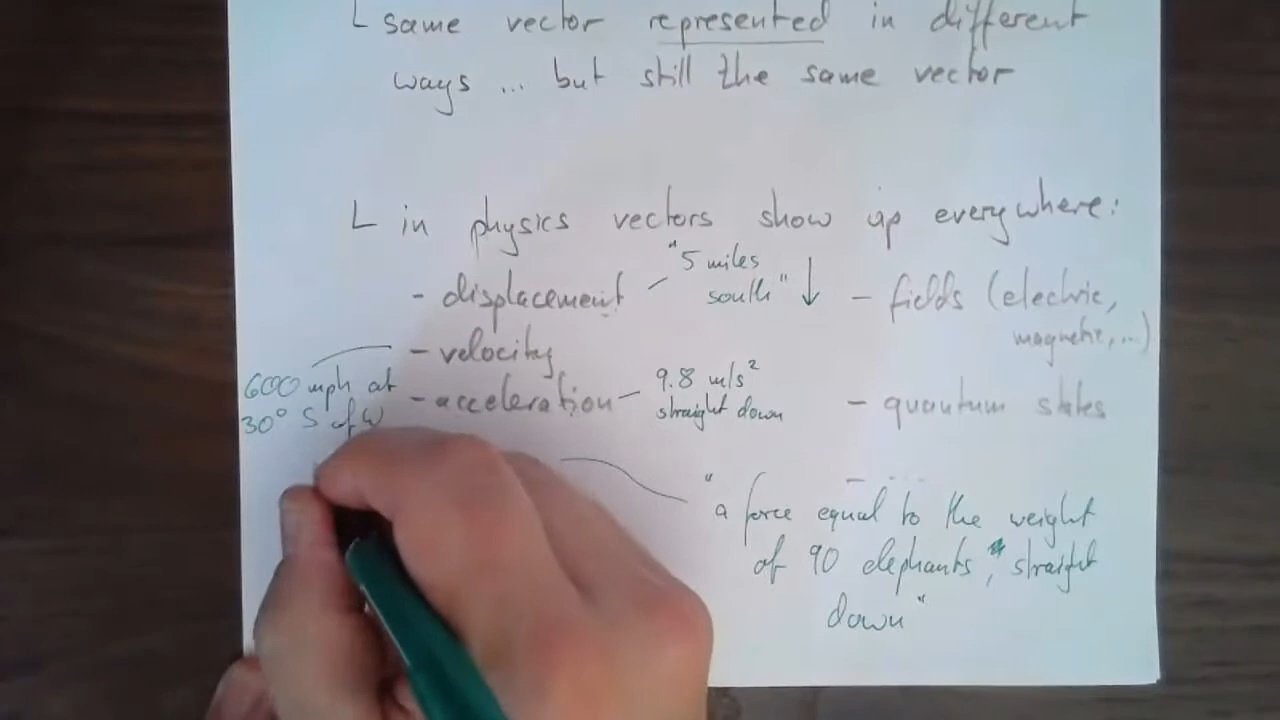 └ same vector represented in different
ways ... but still the same vector
└ in physics vectors show up everywhere:
- displacement – "5 miles
south" ↓
- velocity
600 mph at
30° S of W
- acceleration – 9.8 m/s²
straight down
- fields (electric,
magnetic, ...)
- quantum states
- ...
"a force equal to the weight
of 90 elephants, straight
down"